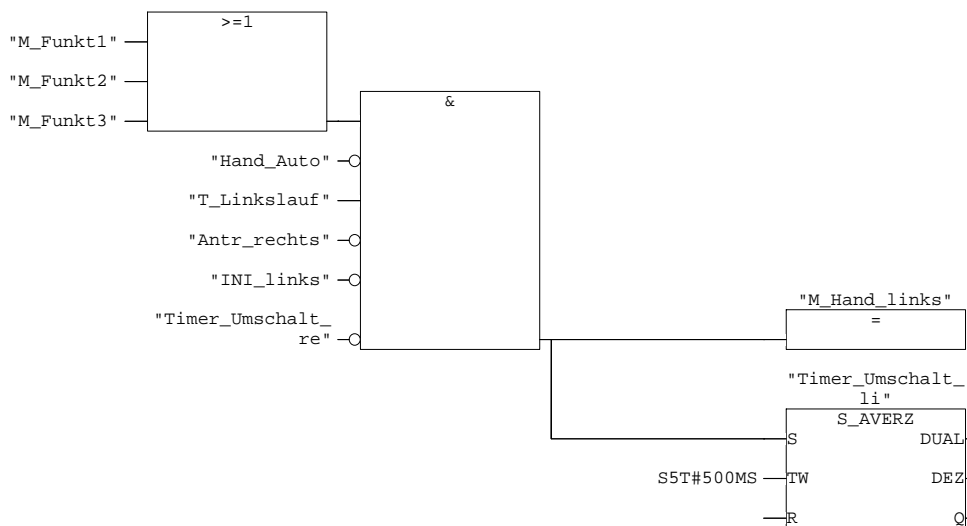 >=1
"M_Funkt1"
"M_Funkt2"
"M_Funkt3"
&
"Hand_Auto"
"T_Linkslauf"
"Antr_rechts"
"INI_links"
"Timer_Umschalt_
re"
"M_Hand_links"
=
"Timer_Umschalt_
li"
S_AVERZ
S DUAL
S5T#500MS TW DEZ
R Q